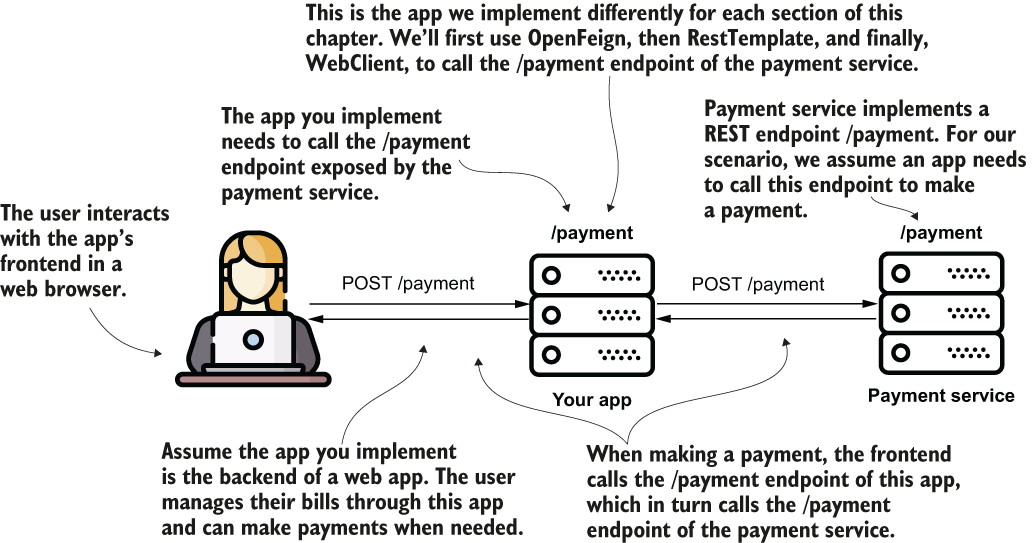 This is the app we implement differently for each section of this
chapter. We’ll first use OpenFeign, then RestTemplate, and finally,
WebClient, to call the /payment endpoint of the payment service.
The app you implement
needs to call the /payment
endpoint exposed by the
payment service.
Payment service implements a
REST endpoint /payment. For our
scenario, we assume an app needs
to call this endpoint to make
a payment.
The user interacts
with the app’s
frontend in a
web browser.
/payment
/payment
POST /payment
POST /payment
Your app
Payment service
Assume the app you implement
is the backend of a web app. The user
manages their bills through this app
and can make payments when needed.
When making a payment, the frontend
calls the /payment endpoint of this app,
which in turn calls the /payment
endpoint of the payment service.